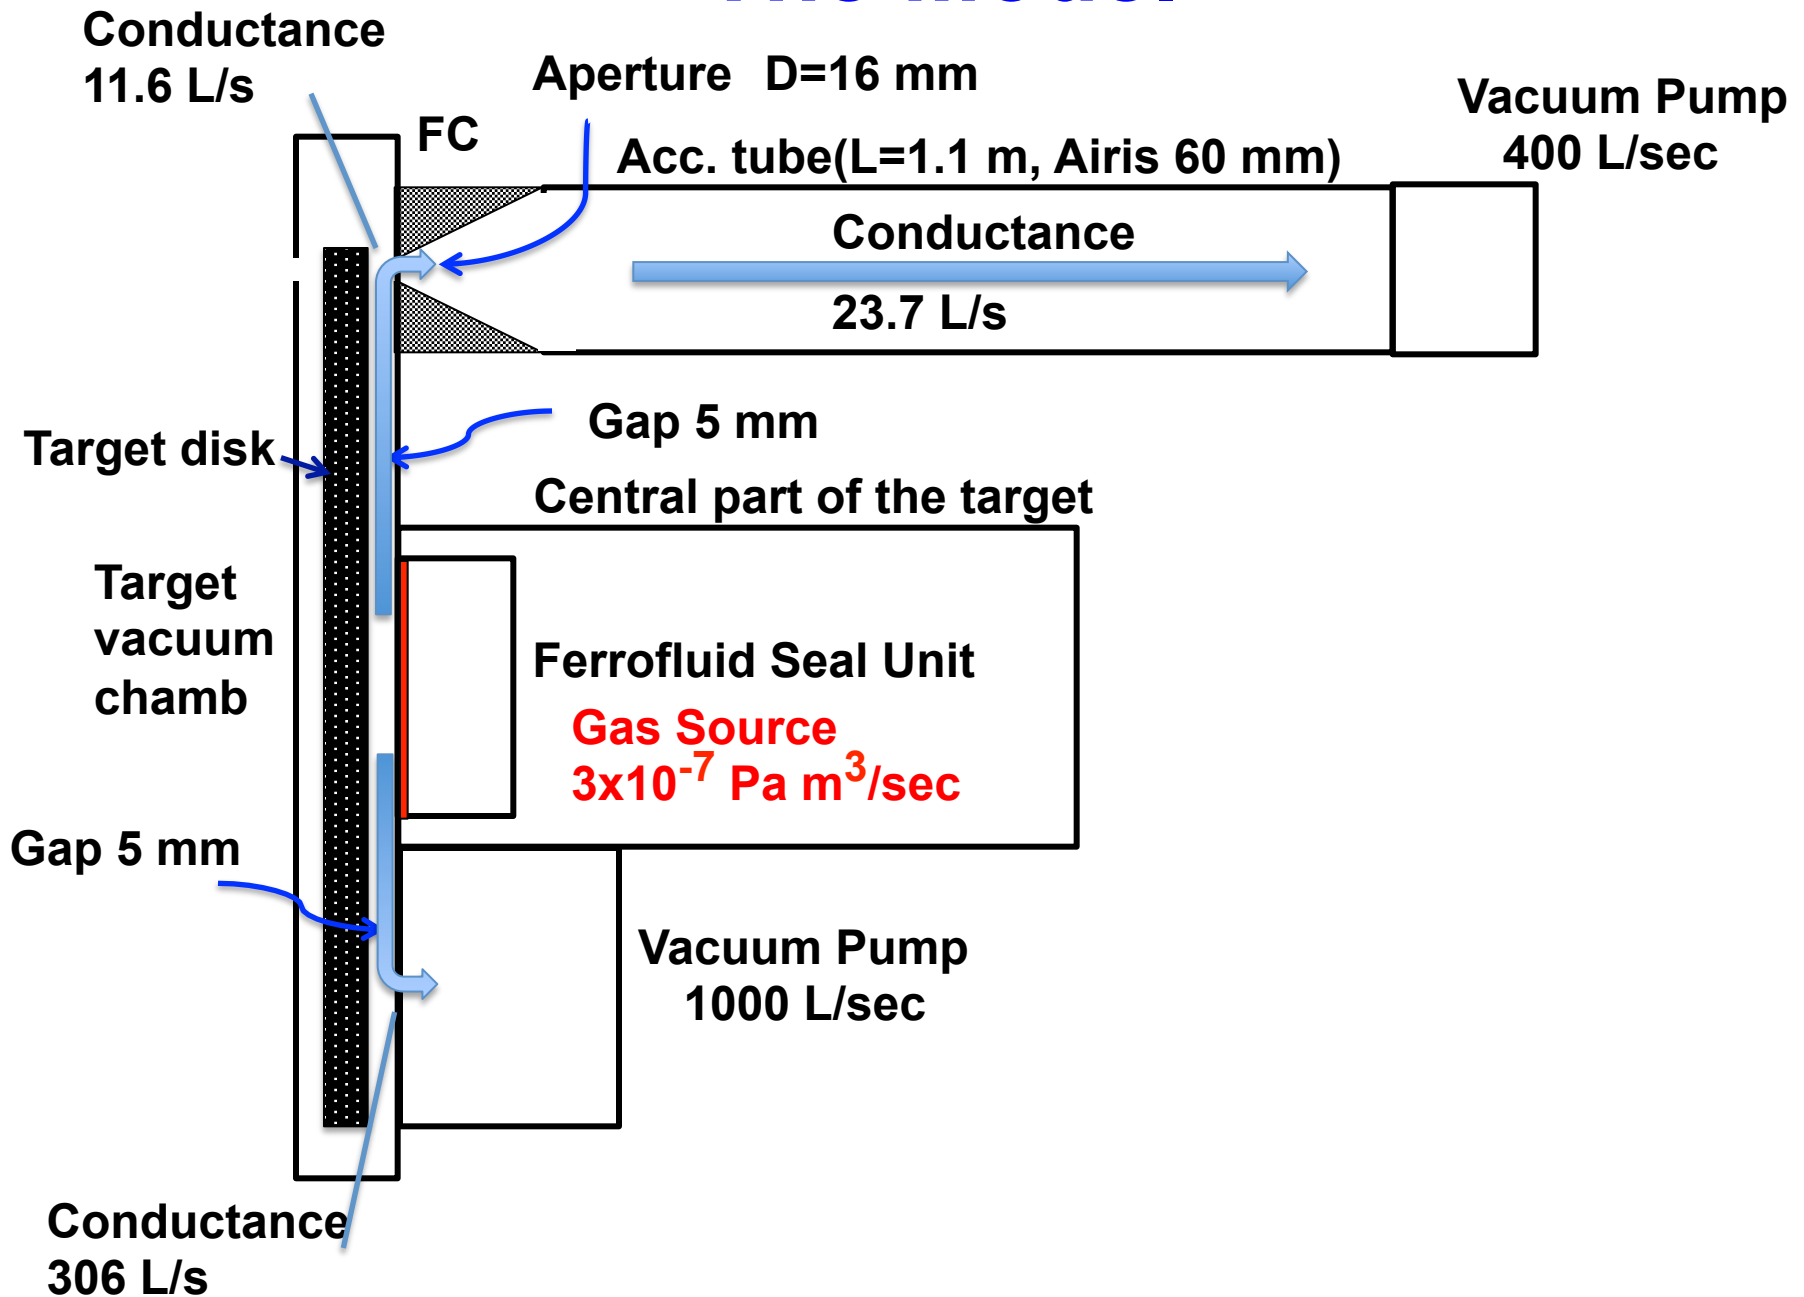 Conductance
11.6 L/s
Aperture D=16 mm
Vacuum Pump
400 L/sec
FC
Acc. tube(L=1.1 m, Airis 60 mm)
Conductance
23.7 L/s
Gap 5 mm
Target disk
Central part of the target
Target
vacuum
chamb
Ferrofluid Seal Unit
Gas Source
3x10⁻⁷ Pa m³/sec
Gap 5 mm
Vacuum Pump
1000 L/sec
Conductance
306 L/s